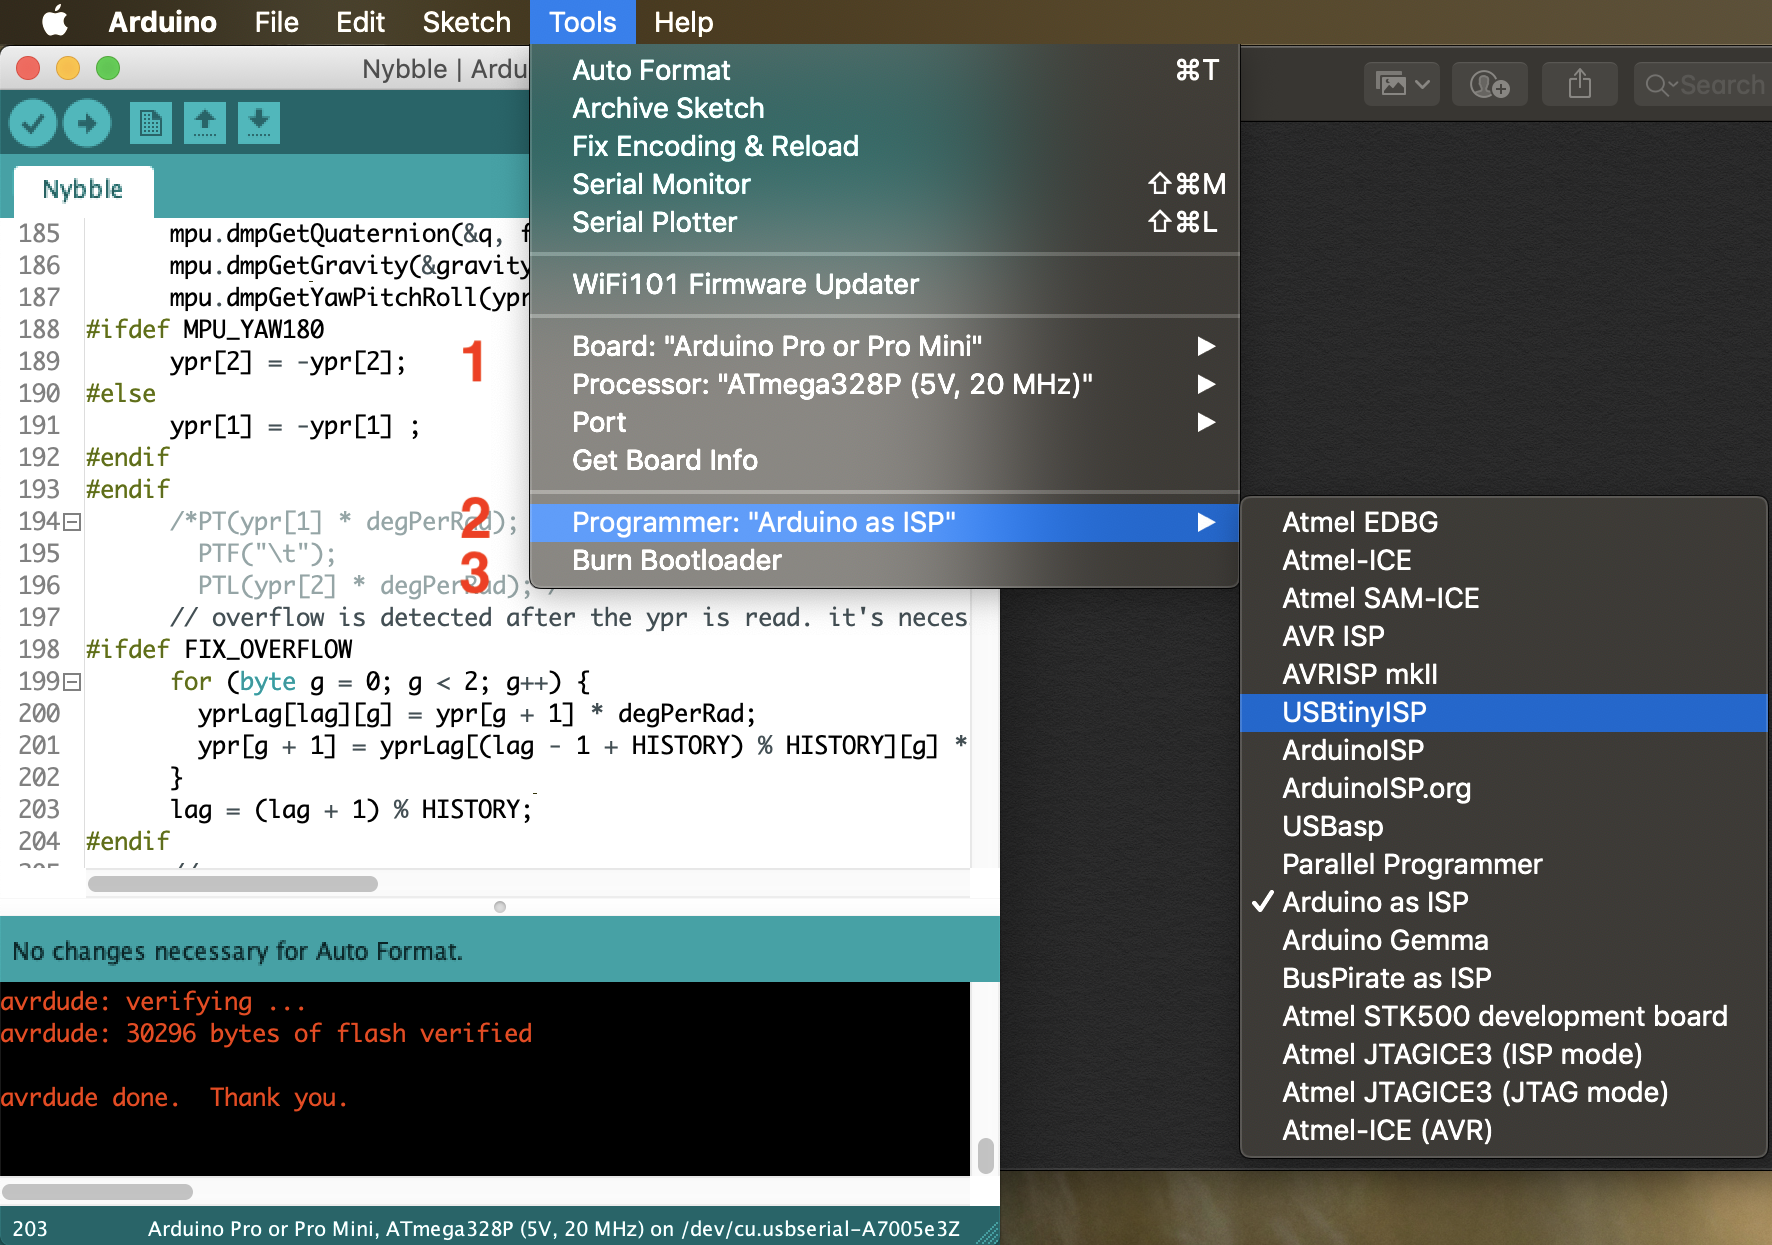 Arduino File Edit Sketch Tools Help
Nybble | Ardu
Search
Nybble
Auto Format ⌘T
Archive Sketch
Fix Encoding & Reload
Serial Monitor ⇧⌘M
Serial Plotter ⇧⌘L
WiFi101 Firmware Updater
Board: "Arduino Pro or Pro Mini"
Processor: "ATmega328P (5V, 20 MHz)"
Port
Get Board Info
Programmer: "Arduino as ISP"
Burn Bootloader
Atmel EDBG
Atmel-ICE
Atmel SAM-ICE
AVR ISP
AVRISP mkII
USBtinyISP
ArduinoISP
ArduinoISP.org
USBasp
Parallel Programmer
✓ Arduino as ISP
Arduino Gemma
BusPirate as ISP
Atmel STK500 development board
Atmel JTAGICE3 (ISP mode)
Atmel JTAGICE3 (JTAG mode)
Atmel-ICE (AVR)
1
2
3
185 mpu.dmpGetQuaternion(&q, f
186 mpu.dmpGetGravity(&gravity
187 mpu.dmpGetYawPitchRoll(ypr
188 #ifdef MPU_YAW180
189 ypr[2] = -ypr[2];
190 #else
191 ypr[1] = -ypr[1] ;
192 #endif
193 #endif
194 /*PT(ypr[1] * degPerRad);
195 PTF("\t");
196 PTL(ypr[2] * degPerRad);
197 // overflow is detected after the ypr is read. it's neces
198 #ifdef FIX_OVERFLOW
199 for (byte g = 0; g < 2; g++) {
200 yprLag[lag][g] = ypr[g + 1] * degPerRad;
201 ypr[g + 1] = yprLag[(lag - 1 + HISTORY) % HISTORY][g] *
202 }
203 lag = (lag + 1) % HISTORY;
204 #endif
No changes necessary for Auto Format.
avrdude: verifying ...
avrdude: 30296 bytes of flash verified
avrdude done.  Thank you.
203 Arduino Pro or Pro Mini, ATmega328P (5V, 20 MHz) on /dev/cu.usbserial-A7005e3Z